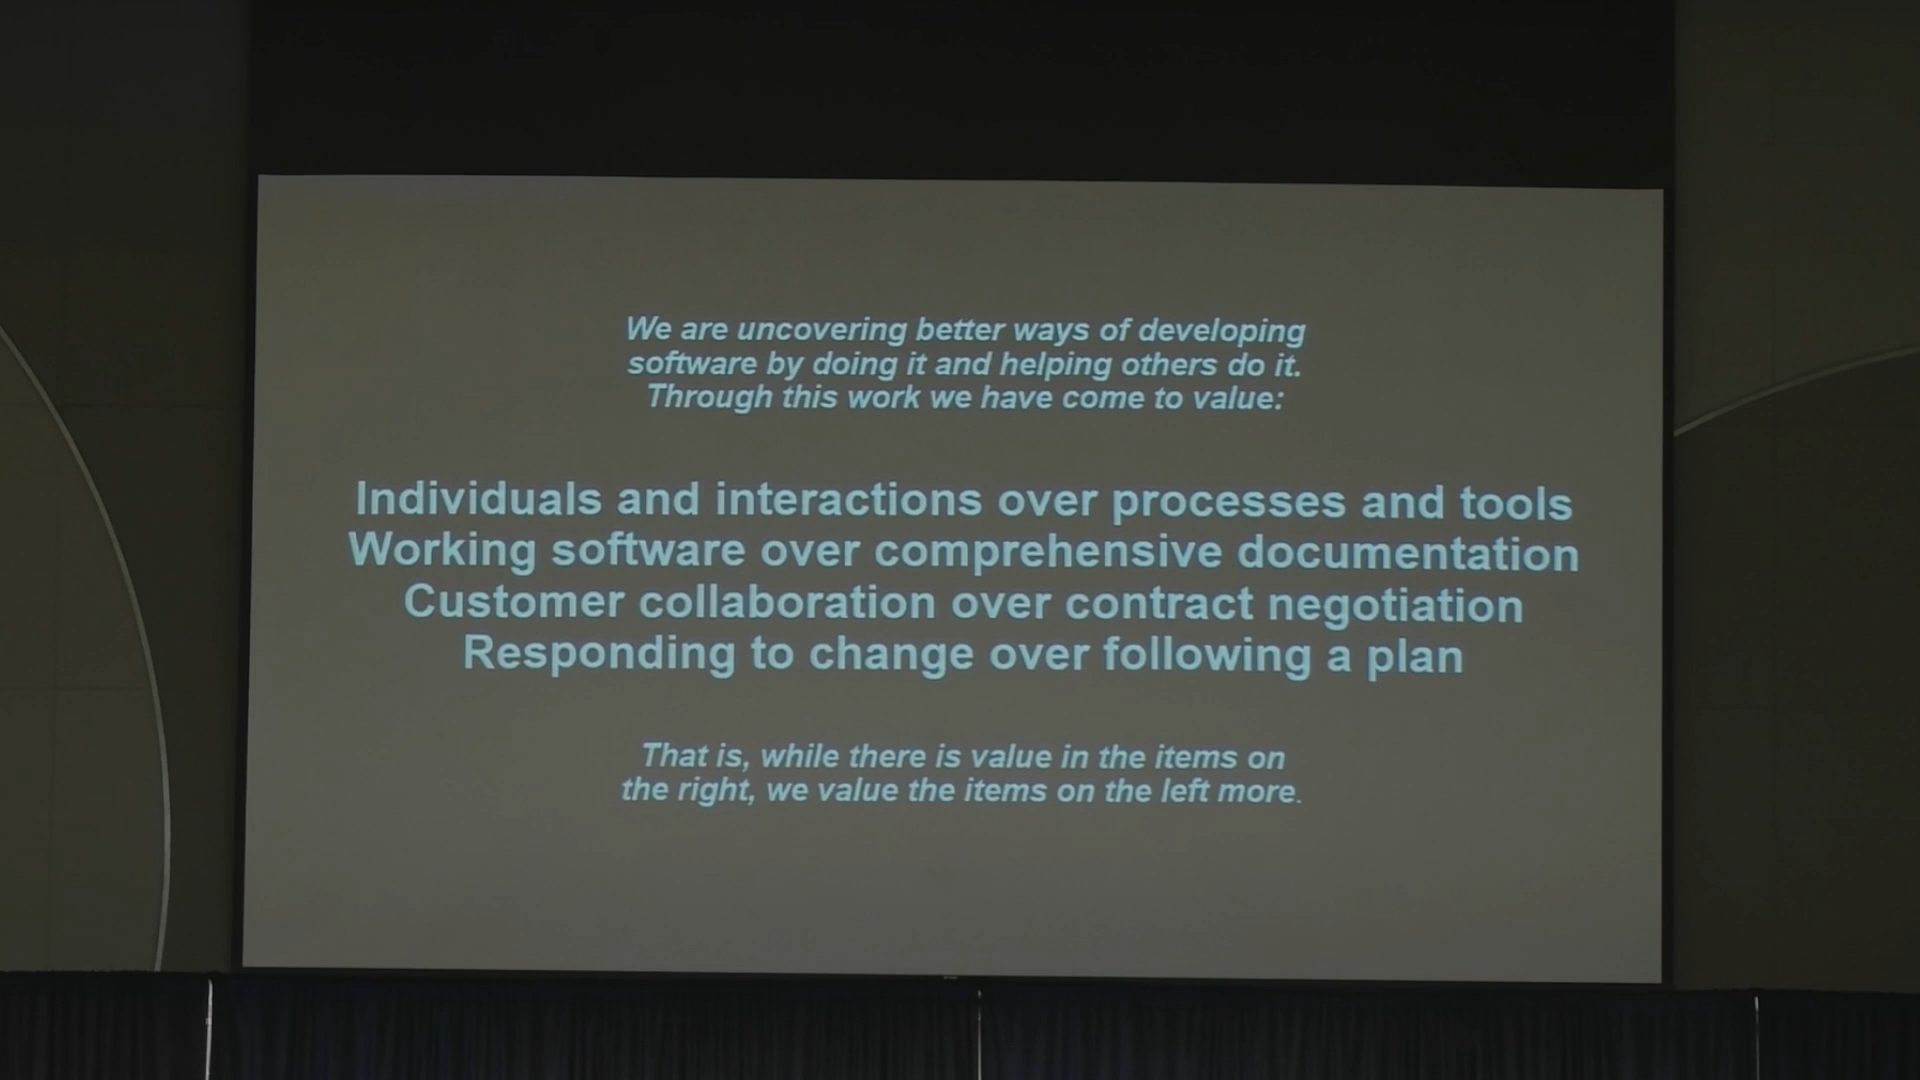 We are uncovering better ways of developing
software by doing it and helping others do it.
Through this work we have come to value:
Individuals and interactions over processes and tools
Working software over comprehensive documentation
Customer collaboration over contract negotiation
Responding to change over following a plan
That is, while there is value in the items on
the right, we value the items on the left more.